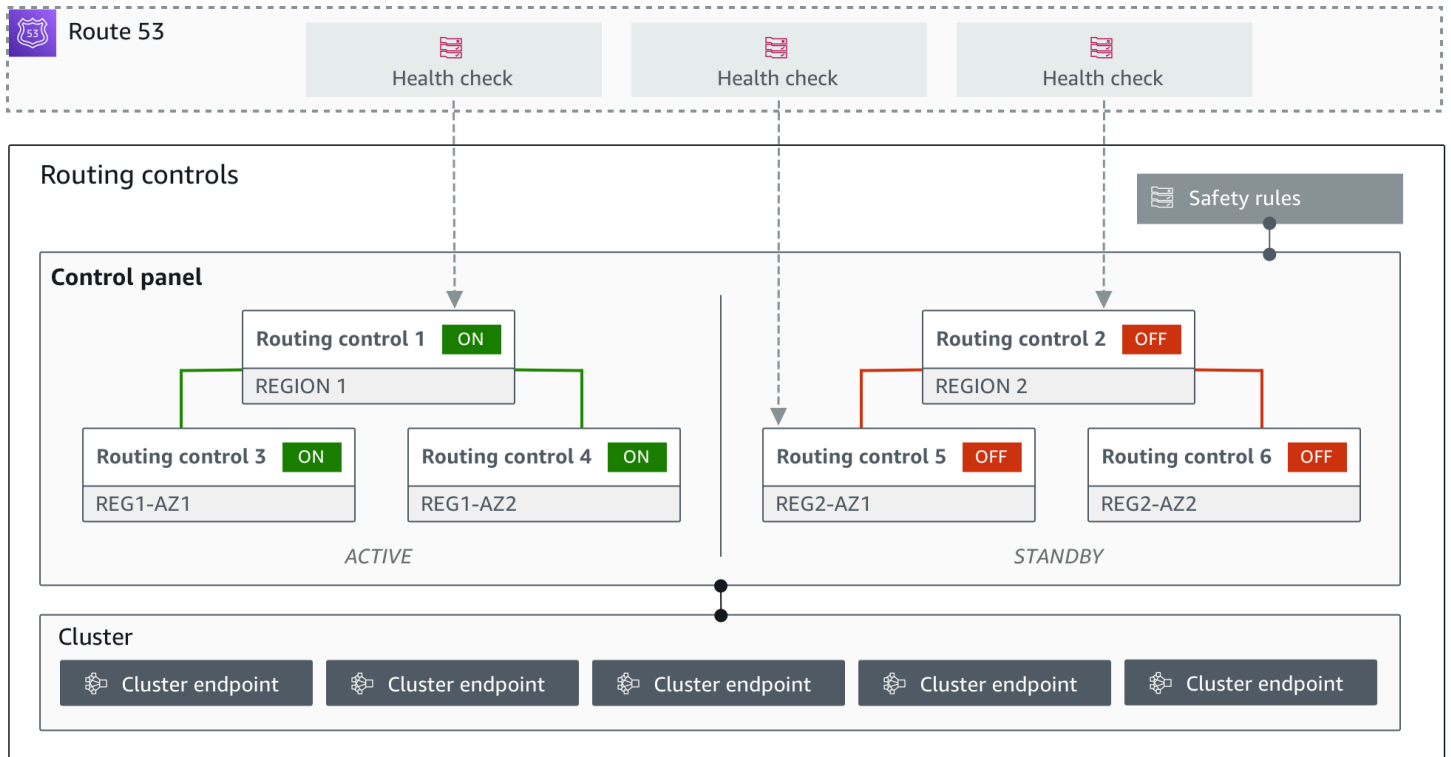 53
Route 53
Health check
Health check
Health check
Routing controls
Safety rules
Control panel
Routing control 1 ON
REGION 1
Routing control 2 OFF
REGION 2
Routing control 3 ON
REG1-AZ1
Routing control 4 ON
REG1-AZ2
Routing control 5 OFF
REG2-AZ1
Routing control 6 OFF
REG2-AZ2
ACTIVE
STANDBY
Cluster
Cluster endpoint
Cluster endpoint
Cluster endpoint
Cluster endpoint
Cluster endpoint